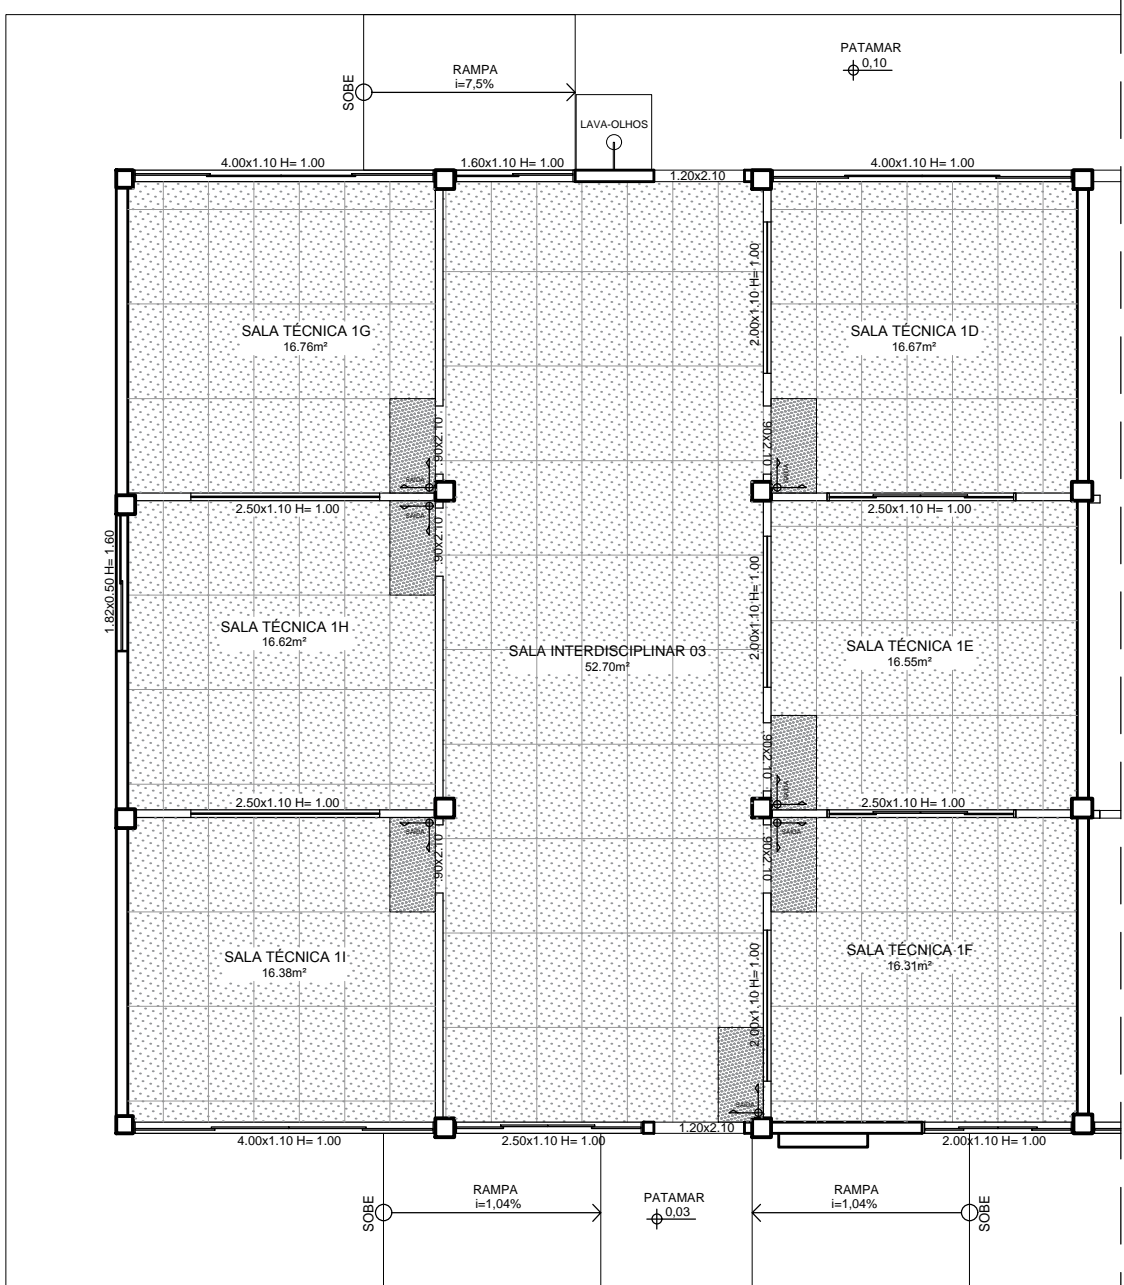 PATAMAR
0,10
SOBE
RAMPA
i=7,5%
LAVA-OLHOS
4.00x1.10 H= 1.00
1.60x1.10 H= 1.00
1.20x2.10
4.00x1.10 H= 1.00
2.00x1.10 H= 1.00
SALA TÉCNICA 1G
16.76m²
SALA TÉCNICA 1D
16.67m²
.90x2.10
.90x2.10
SAIDA
SAIDA
2.50x1.10 H= 1.00
SAIDA
.90x2.10
2.50x1.10 H= 1.00
1.82x0.50 H= 1.60
2.00x1.10 H= 1.00
SALA TÉCNICA 1H
16.62m²
SALA INTERDISCIPLINAR 03
52.70m²
SALA TÉCNICA 1E
16.55m²
.90x2.10
SAIDA
2.50x1.10 H= 1.00
2.50x1.10 H= 1.00
SAIDA
SAIDA
.90x2.10
.90x2.10
SALA TÉCNICA 1I
16.38m²
SALA TÉCNICA 1F
16.31m²
2.00x1.10 H= 1.00
SAIDA
4.00x1.10 H= 1.00
2.50x1.10 H= 1.00
1.20x2.10
2.00x1.10 H= 1.00
SOBE
RAMPA
i=1,04%
PATAMAR
0,03
RAMPA
i=1,04%
SOBE